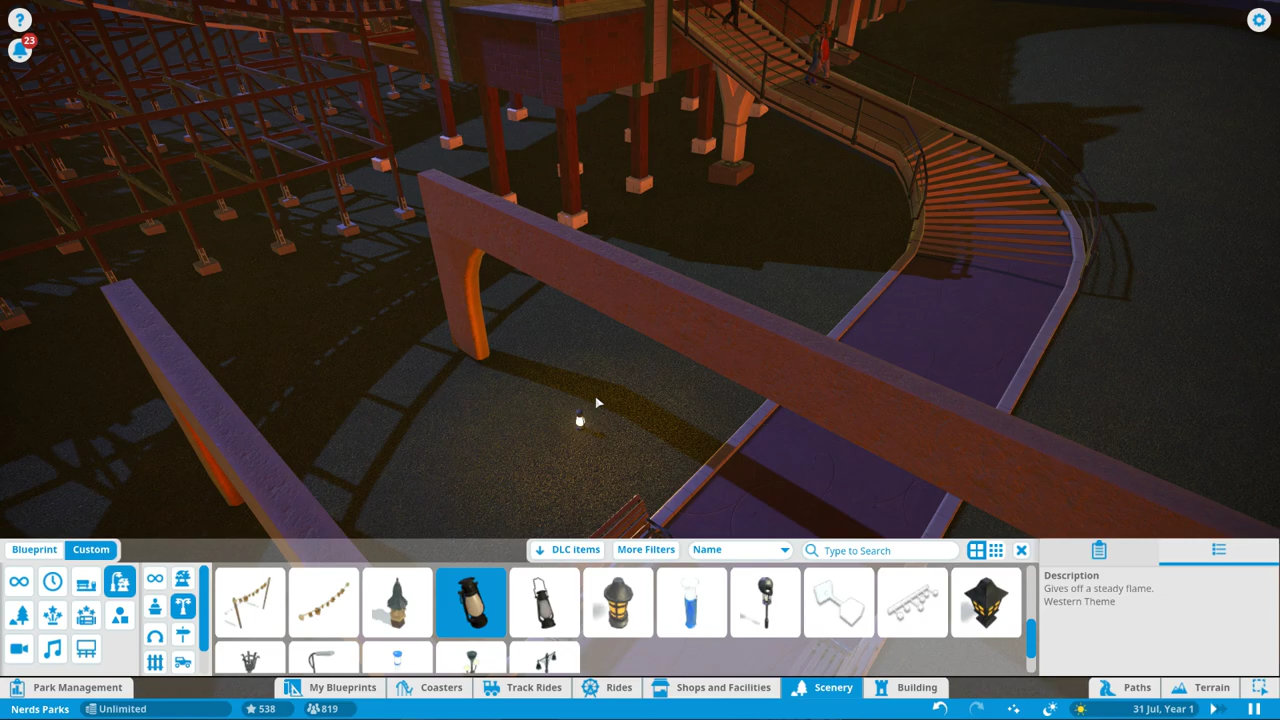 ?
23
Blueprint
Custom
DLC items
More Filters
Name
Type to Search
Description
Gives off a steady flame.
Western Theme
Park Management
My Blueprints
Coasters
Track Rides
Rides
Shops and Facilities
Scenery
Building
Paths
Terrain
Nerds Parks
Unlimited
538
819
31 Jul, Year 1